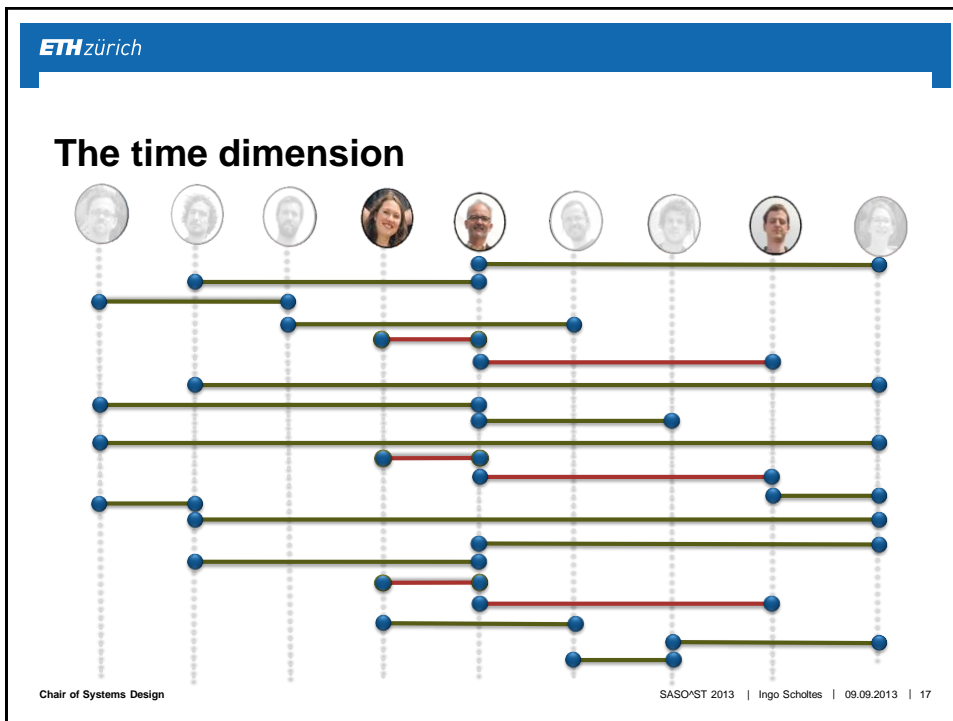 ETH zürich
The time dimension
Chair of Systems Design
SASO^ST 2013 | Ingo Scholtes | 09.09.2013 | 17